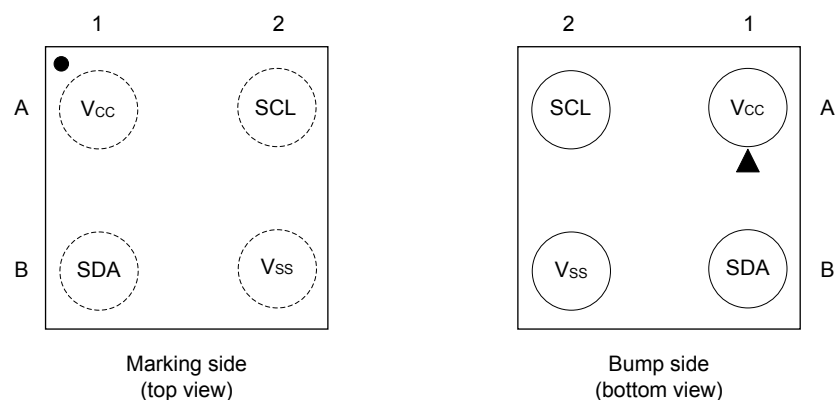 1 2
A VCC SCL
B SDA VSS
Marking side
(top view)
2 1
SCL VCC A
VSS SDA B
Bump side
(bottom view)